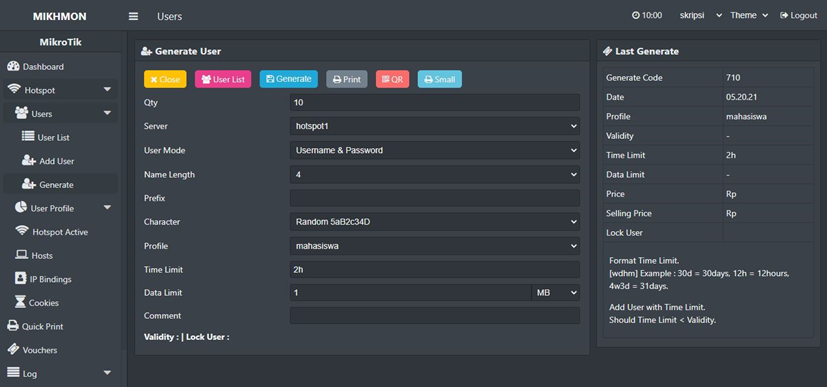 MIKHMON
Users
10:00
skripsi
Theme
Logout
MikroTik
Dashboard
Hotspot
Users
User List
Add User
Generate
User Profile
Hotspot Active
Hosts
IP Bindings
Cookies
Quick Print
Vouchers
Log
Generate User
Close
User List
Generate
Print
QR
Small
Qty 10
Server hotspot1
User Mode Username & Password
Name Length 4
Prefix
Character Random 5aB2c34D
Profile mahasiswa
Time Limit 2h
Data Limit 1 MB
Comment
Validity : | Lock User :
Last Generate
Generate Code 710
Date 05.20.21
Profile mahasiswa
Validity -
Time Limit 2h
Data Limit -
Price Rp
Selling Price Rp
Lock User
Format Time Limit.
[wdhm] Example : 30d = 30days, 12h = 12hours,
4w3d = 31days.
Add User with Time Limit.
Should Time Limit < Validity.